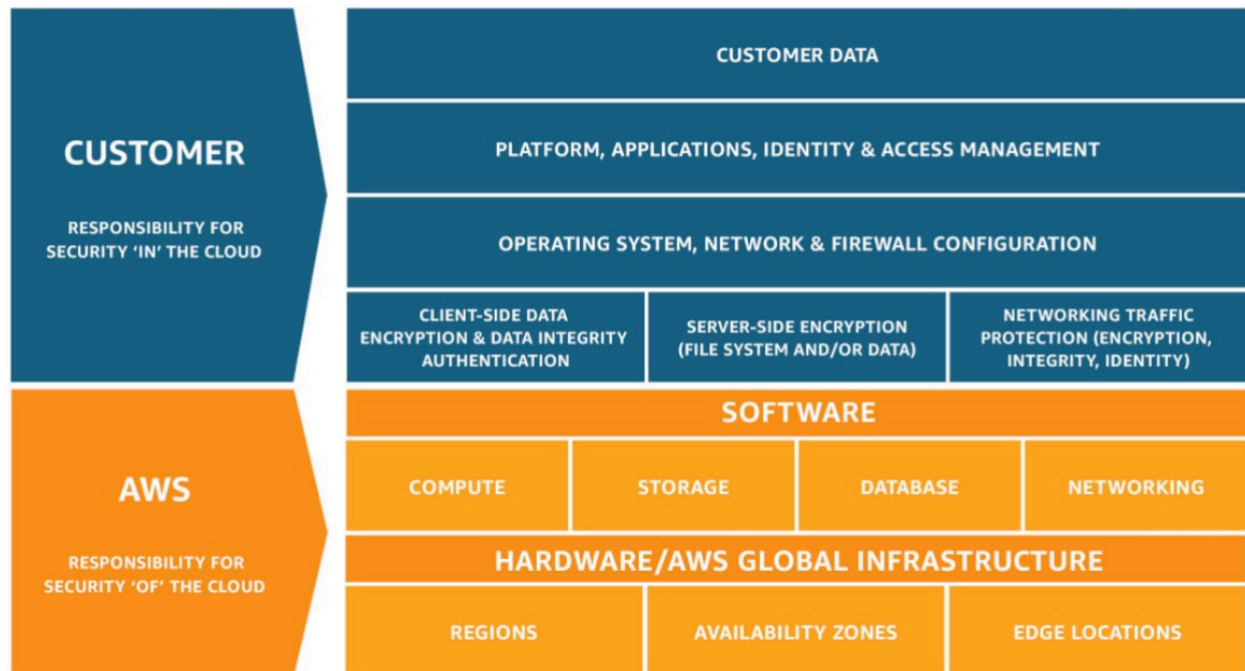 CUSTOMER
RESPONSIBILITY FOR
SECURITY ‘IN’ THE CLOUD
CUSTOMER DATA
PLATFORM, APPLICATIONS, IDENTITY & ACCESS MANAGEMENT
OPERATING SYSTEM, NETWORK & FIREWALL CONFIGURATION
CLIENT-SIDE DATA
ENCRYPTION & DATA INTEGRITY
AUTHENTICATION
SERVER-SIDE ENCRYPTION
(FILE SYSTEM AND/OR DATA)
NETWORKING TRAFFIC
PROTECTION (ENCRYPTION,
INTEGRITY, IDENTITY)
AWS
RESPONSIBILITY FOR
SECURITY ‘OF’ THE CLOUD
SOFTWARE
COMPUTE
STORAGE
DATABASE
NETWORKING
HARDWARE/AWS GLOBAL INFRASTRUCTURE
REGIONS
AVAILABILITY ZONES
EDGE LOCATIONS